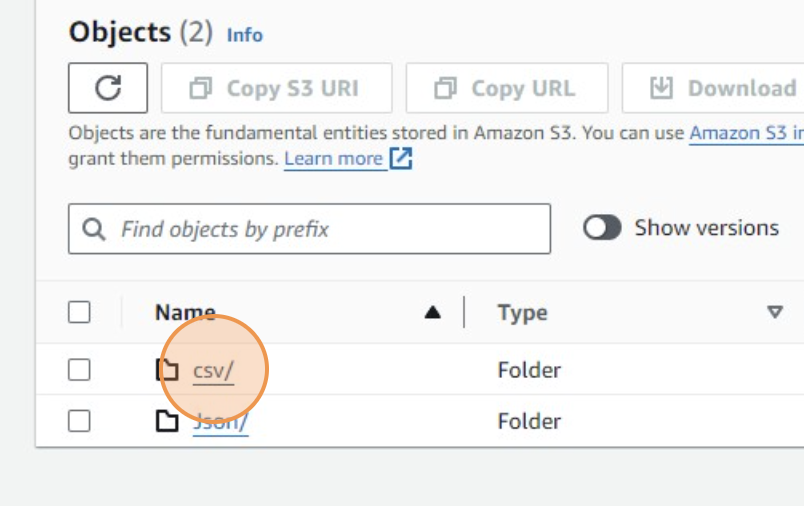 Objects (2) Info
Copy S3 URI Copy URL Download
Objects are the fundamental entities stored in Amazon S3. You can use Amazon S3 in
grant them permissions. Learn more
Find objects by prefix Show versions
Name Type
csv/ Folder
Json/ Folder